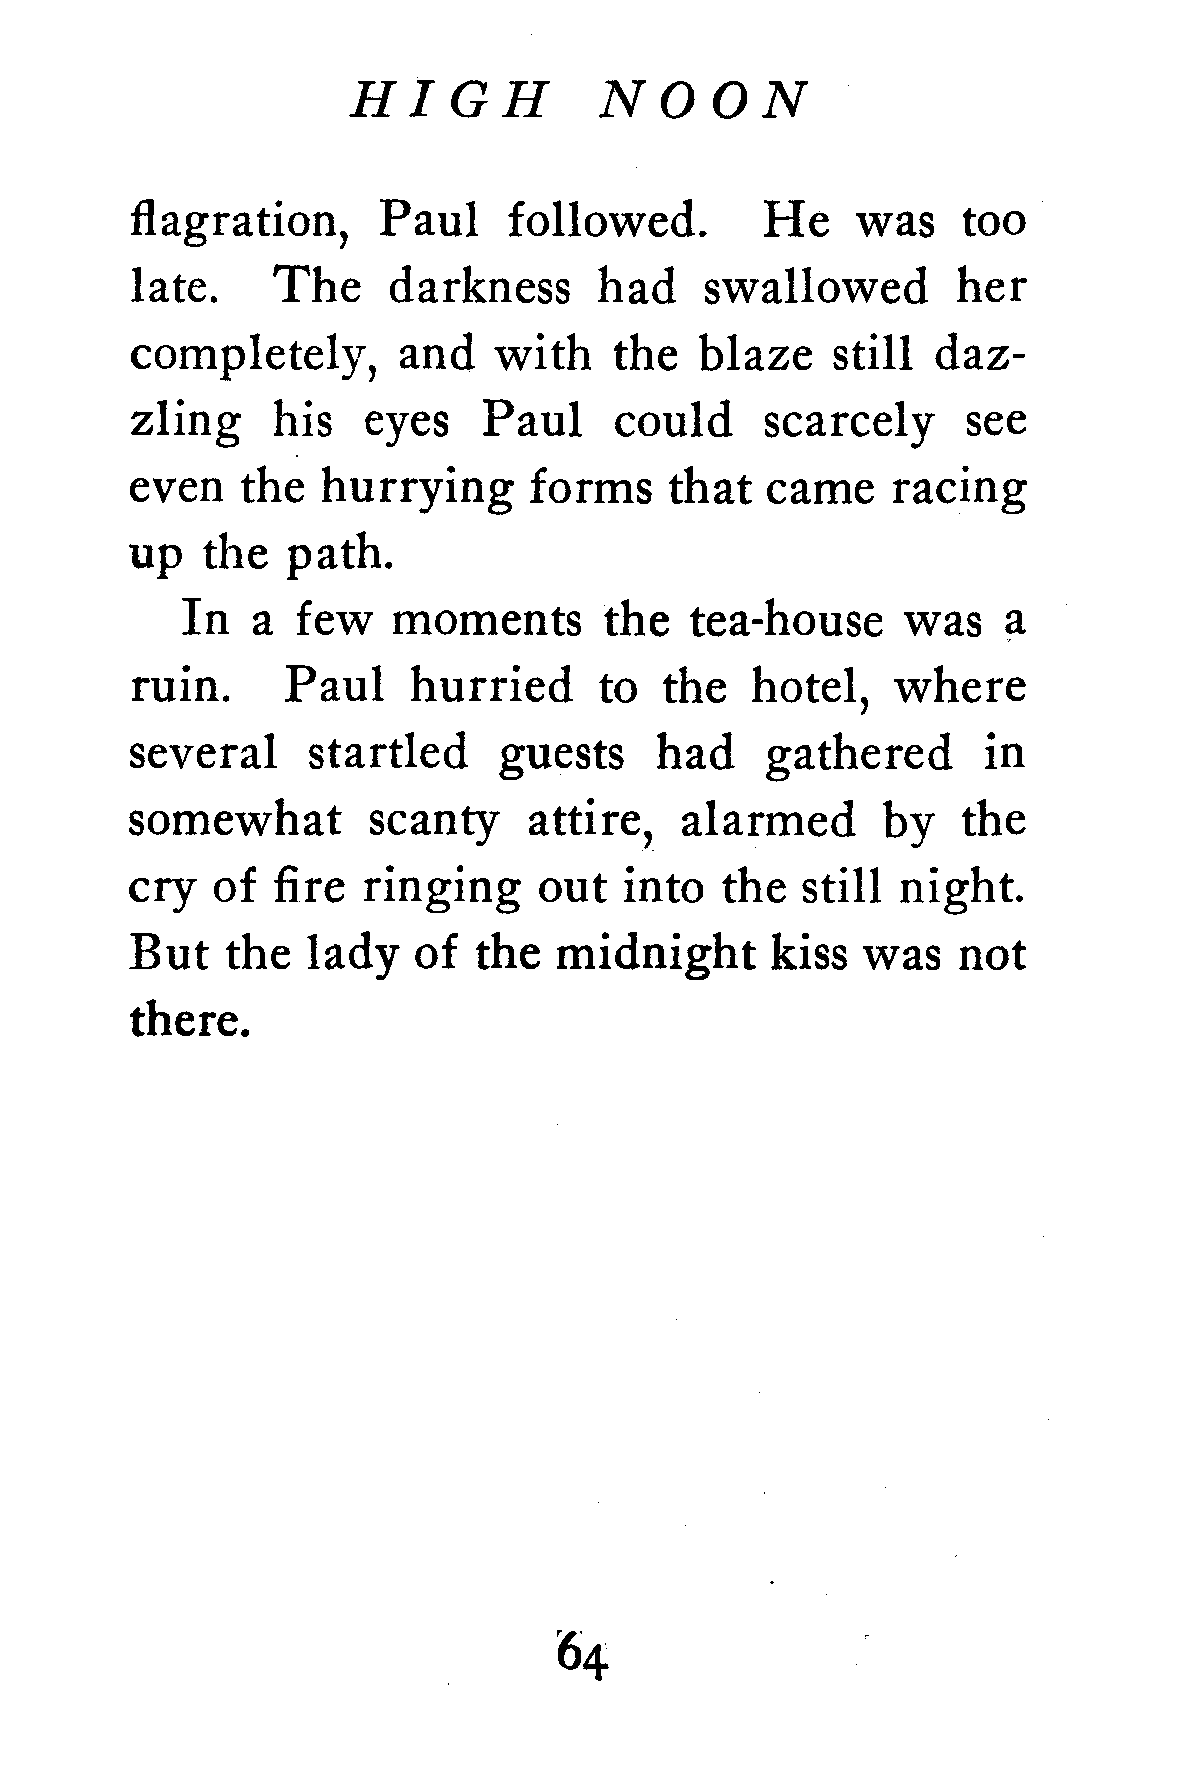 HIGH NOON
flagration, Paul followed. He was too
late. The darkness had swallowed her
completely, and with the blaze still daz-
zling his eyes Paul could scarcely see
even the hurrying forms that came racing
up the path.
In a few moments the tea-house was a
ruin. Paul hurried to the hotel, where
several startled guests had gathered in
somewhat scanty attire, alarmed by the
cry of fire ringing out into the still night.
But the lady of the midnight kiss was not
there.
64